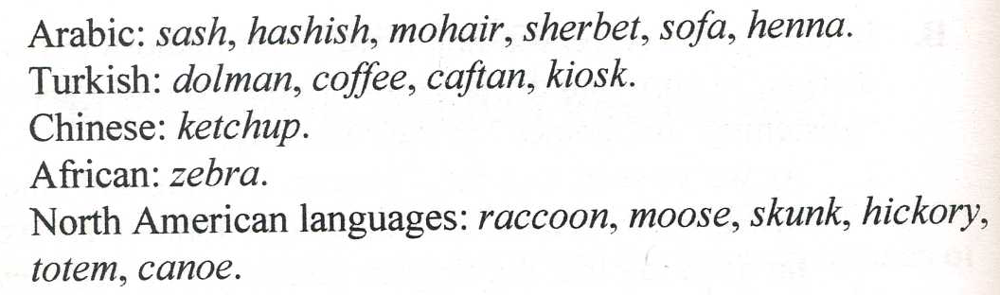 Arabic: sash, hashish, mohair, sherbet, sofa, henna.
Turkish: dolman, coffee, caftan, kiosk.
Chinese: ketchup.
African: zebra.
North American languages: raccoon, moose, skunk, hickory,
totem, canoe.